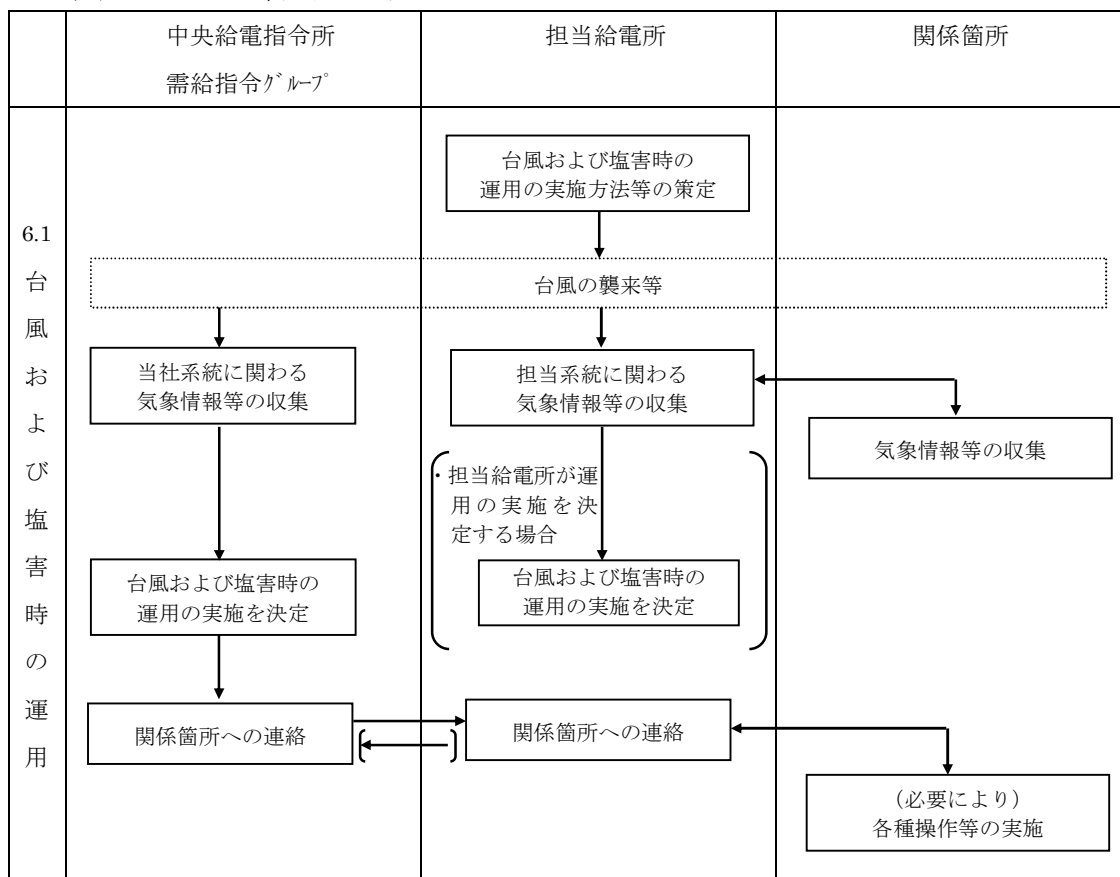 中央給電指令所
需給指令ｸﾞﾙｰﾌﾟ
担当給電所
関係箇所
6.1
台
風
お
よ
び
塩
害
時
の
運
用
台風および塩害時の
運用の実施方法等の策定
台風の襲来等
当社系統に関わる
気象情報等の収集
担当系統に関わる
気象情報等の収集
気象情報等の収集
・担当給電所が運
用の実施を決
定する場合
台風および塩害時の
運用の実施を決定
台風および塩害時の
運用の実施を決定
関係箇所への連絡
関係箇所への連絡
（必要により）
各種操作等の実施